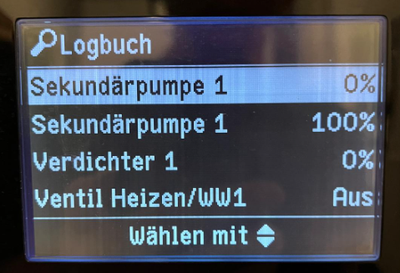 Logbuch
Sekundärpumpe 1 0%
Sekundärpumpe 1 100%
Verdichter 1 0%
Ventil Heizen/WW1 Aus
Wählen mit